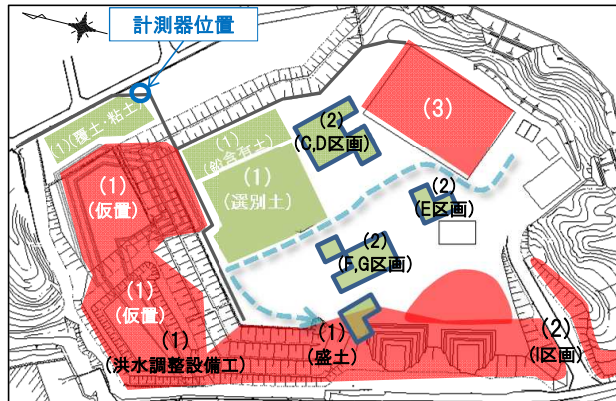 計測器位置
(1)(覆土・粘土)
(1)
(鉛含有土)
(1)
(選別土)
(2)
(C,D区画)
(3)
(1)
(仮置)
(2)
(E区画)
(2)
(F,G区画)
(1)
(仮置)
(1)
(洪水調整設備工)
(1)
(盛土)
(2)
(I区画)